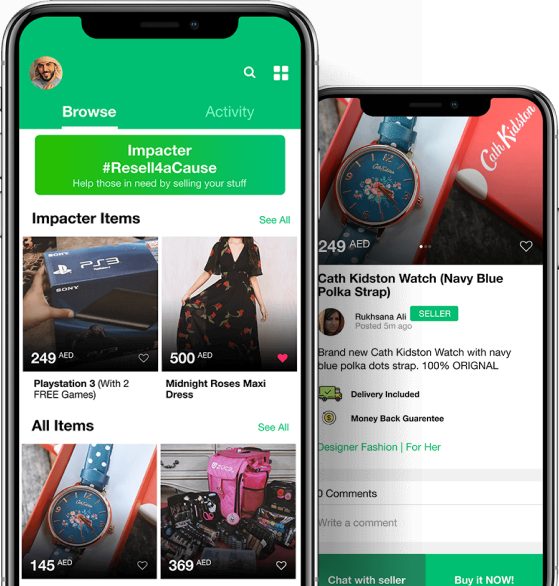 Browse
Activity
Impacter
#Resell4aCause
Help those in need by selling your stuff
Impacter Items
See All
SONY
PS3
SONY
249 AED
500 AED
Playstation 3 (With 2
FREE Games)
Midnight Roses Maxi
Dress
All Items
See All
ZUCA
145 AED
369 AED
Cath Kidston
249 AED
Cath Kidston Watch (Navy Blue
Polka Strap)
Rukhsana Ali
SELLER
Posted 5m ago
Brand new Cath Kidston Watch with navy
blue polka dots strap. 100% ORIGNAL
Delivery Included
Money Back Guarentee
Designer Fashion | For Her
0 Comments
Write a comment
Chat with seller
Buy it NOW!